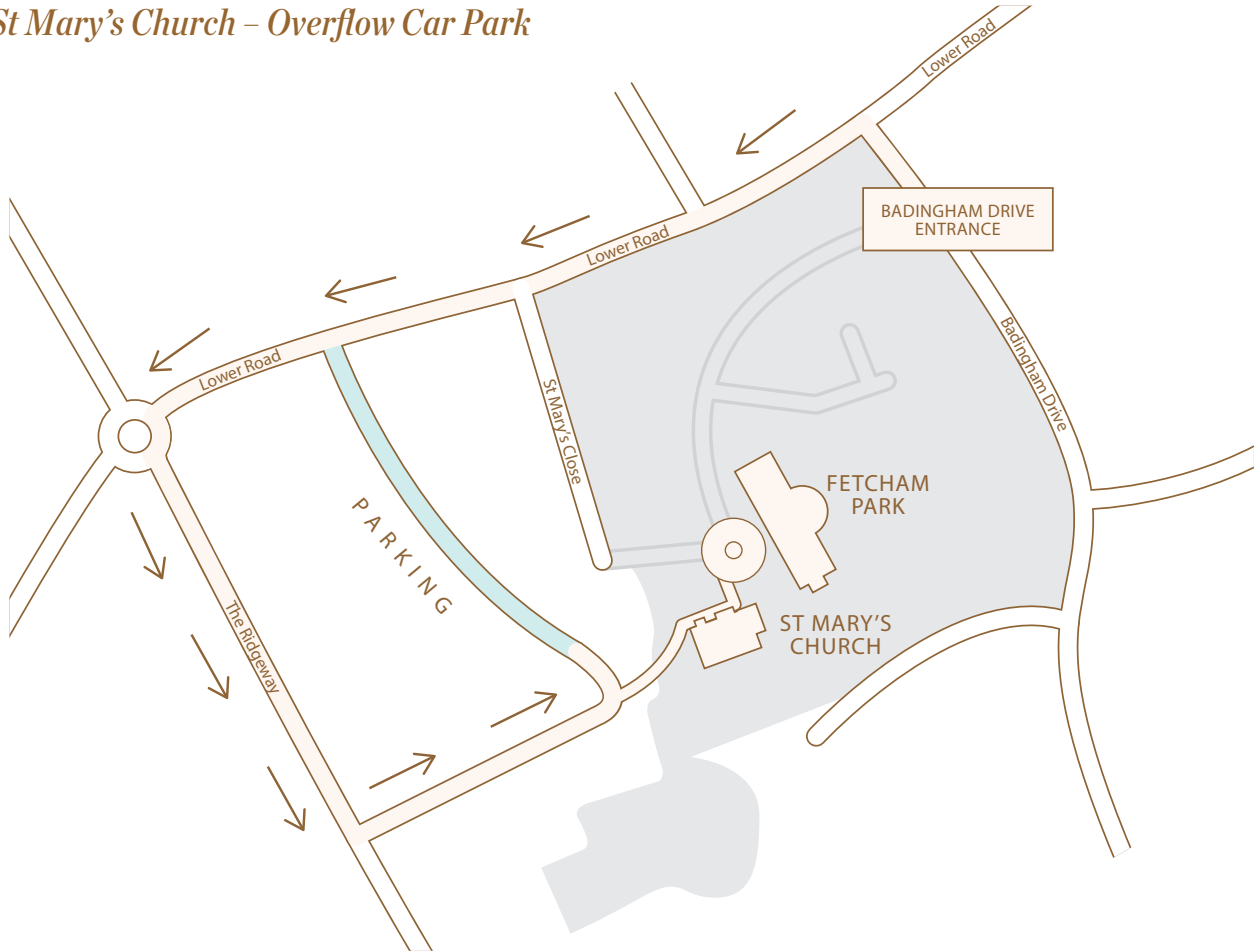 St Mary's Church – Overflow Car Park
Lower Road
BADINGHAM DRIVE
ENTRANCE
Lower Road
Lower Road
Badingham Drive
St Mary's Close
FETCHAM
PARK
PARKING
The Ridgeway
ST MARY'S
CHURCH